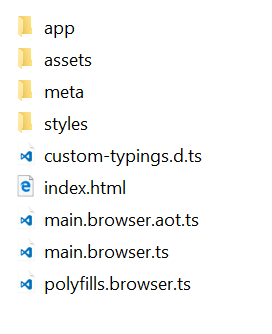 app
assets
meta
styles
custom-typings.d.ts
index.html
main.browser.aot.ts
main.browser.ts
polyfills.browser.ts